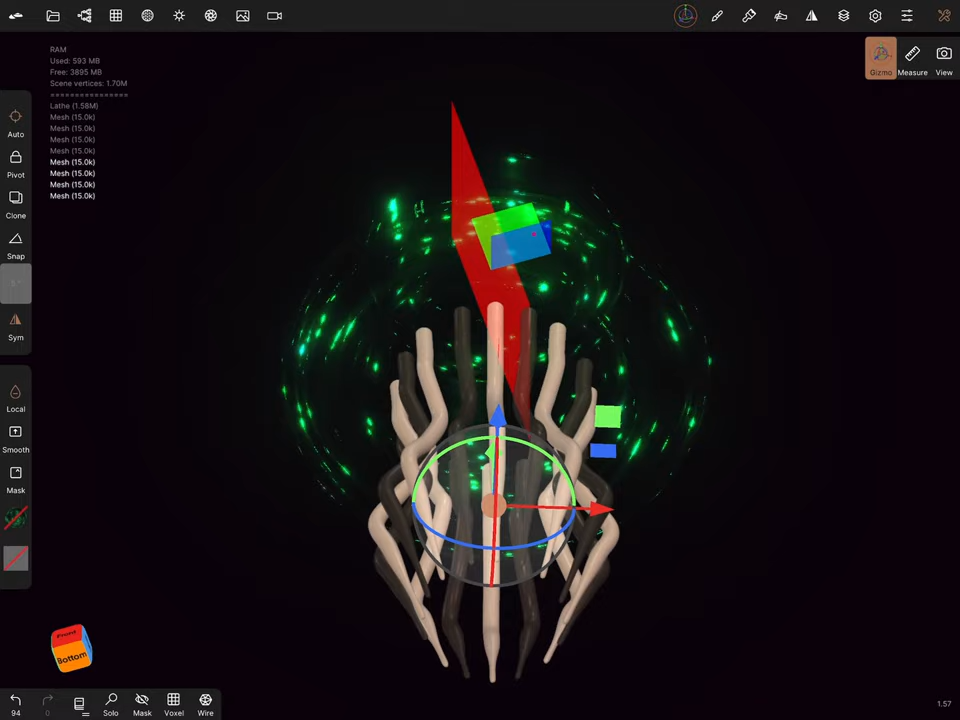 RAM
Used: 593 MB
Free: 3895 MB
Scene vertices: 1.70M
================
Lathe (1.58M)
Mesh (15.0k)
Mesh (15.0k)
Mesh (15.0k)
Mesh (15.0k)
Mesh (15.0k)
Mesh (15.0k)
Mesh (15.0k)
Mesh (15.0k)
Gizmo
Measure
View
Auto
Pivot
Clone
Snap
Sym
Local
Smooth
Mask
Front
Bottom
94
0
Solo
Mask
Voxel
Wire
1.57